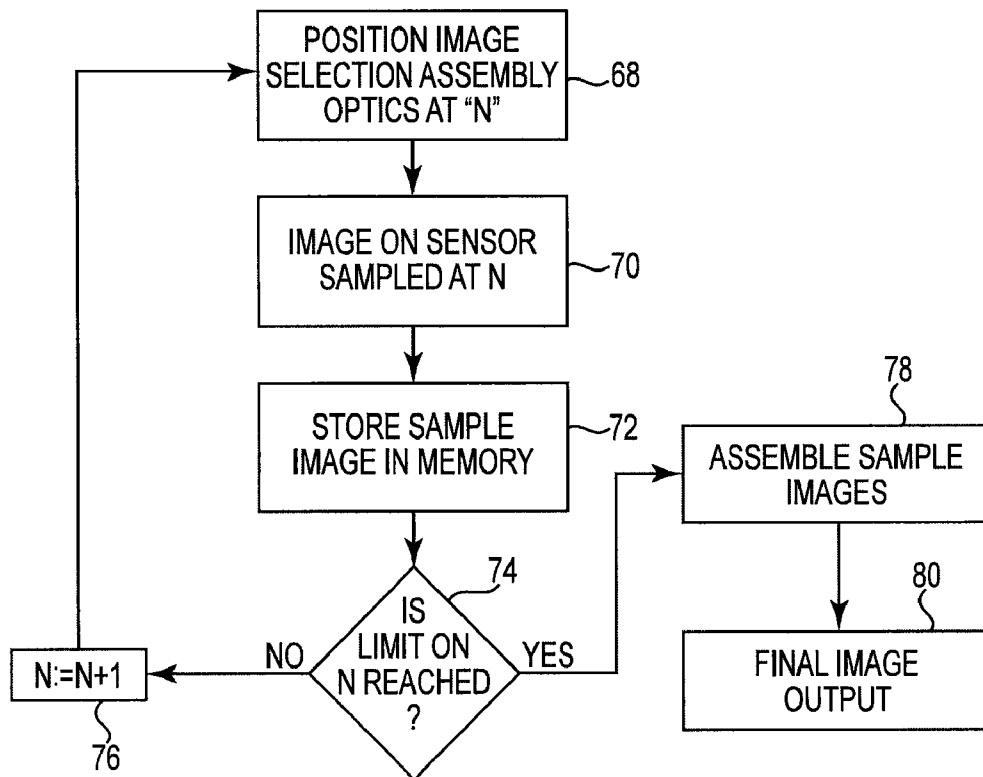 POSITION IMAGE
SELECTION ASSEMBLY
OPTICS AT “N”
68
IMAGE ON SENSOR
SAMPLED AT N
70
STORE SAMPLE
IMAGE IN MEMORY
72
IS
LIMIT ON
N REACHED
?
74
NO
YES
N:=N+1
76
78
ASSEMBLE SAMPLE
IMAGES
80
FINAL IMAGE
OUTPUT